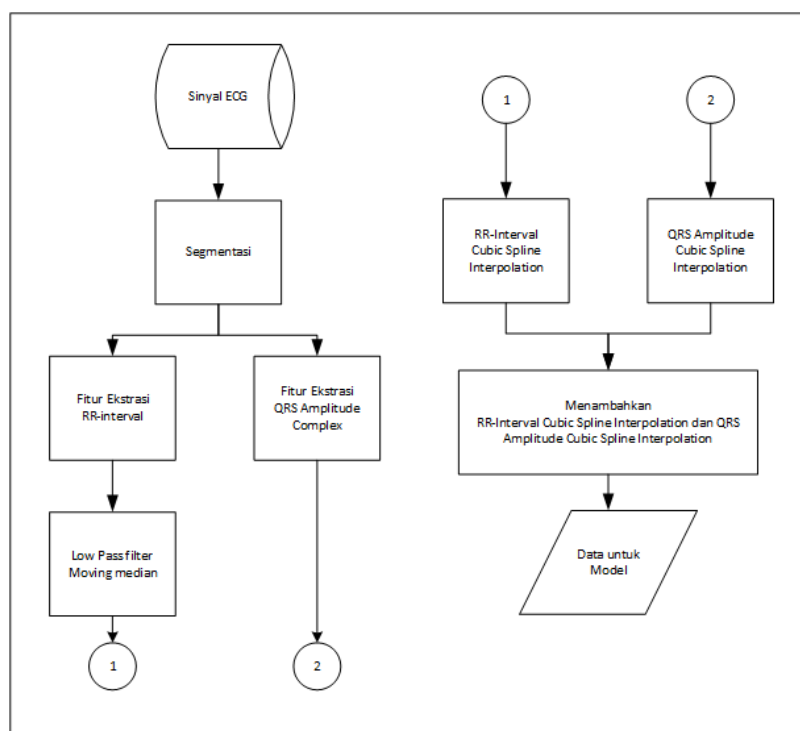 Sinyal ECG
Segmentasi
Fitur Ekstrasi
RR-interval
Fitur Ekstrasi
QRS Amplitude
Complex
Low Pass filter
Moving median
1
2
1
2
RR-Interval
Cubic Spline
Interpolation
QRS Amplitude
Cubic Spline
Interpolation
Menambahkan
RR-Interval Cubic Spline Interpolation dan QRS
Amplitude Cubic Spline Interpolation
Data untuk
Model